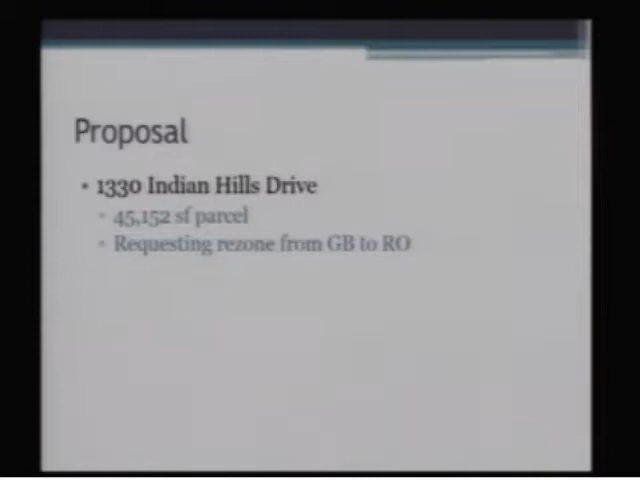 Proposal
• 1330 Indian Hills Drive
▫ 45,152 sf parcel
▫ Requesting rezone from GB to RO